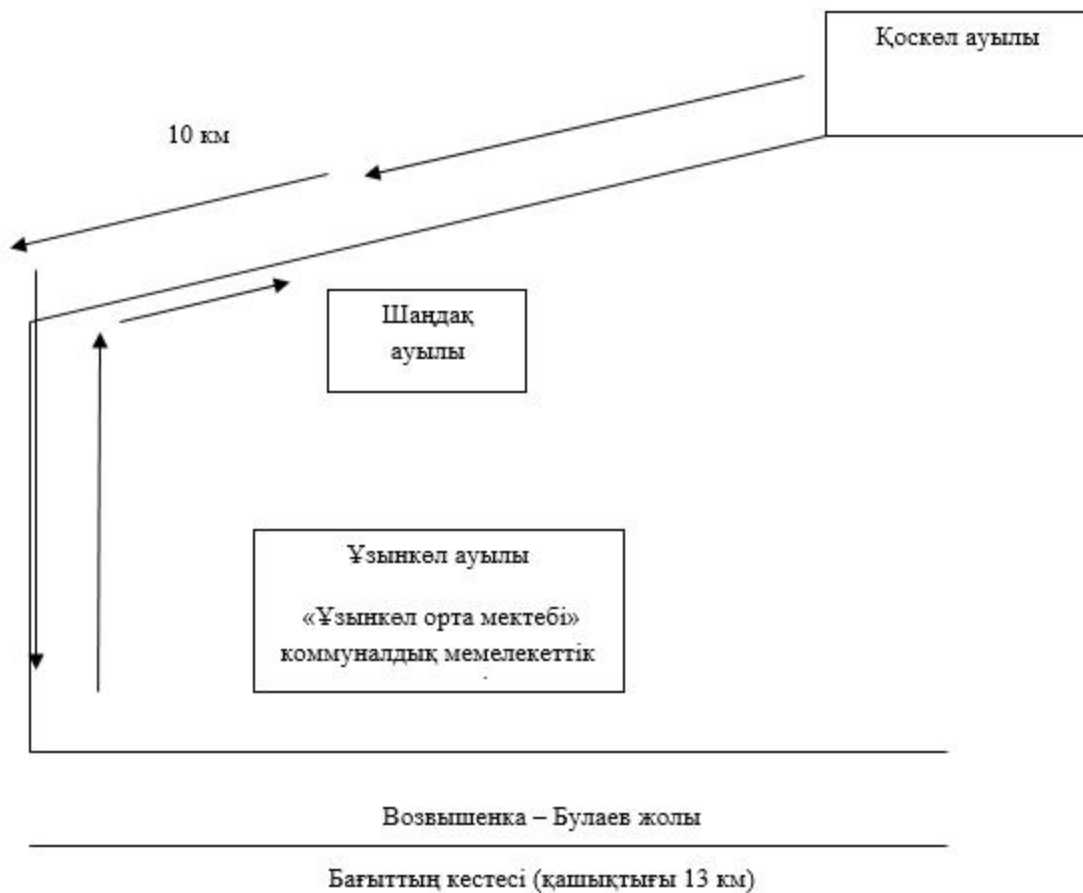 Қоскөл ауылы
10 км
Шаңдақ
ауылы
Ұзынкөл ауылы
«Ұзынкөл орта мектебі»
коммуналдық мемелекеттік
Возвышенка – Булаев жолы
Бағыттың кестесі (қашықтығы 13 км)